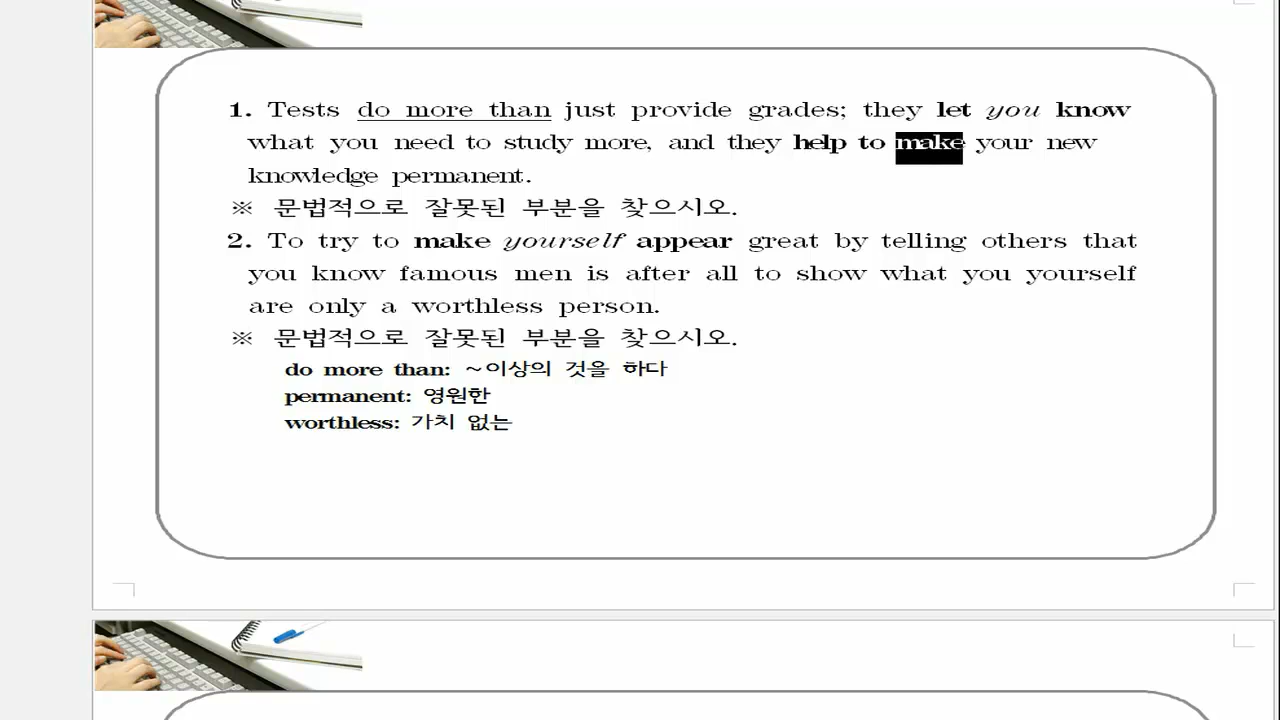 1. Tests do more than just provide grades; they let you know
what you need to study more, and they help to make your new
knowledge permanent.
※ 문법적으로 잘못된 부분을 찾으시오.
2. To try to make yourself appear great by telling others that
you know famous men is after all to show what you yourself
are only a worthless person.
※ 문법적으로 잘못된 부분을 찾으시오.
do more than: ~이상의 것을 하다
permanent: 영원한
worthless: 가치 없는